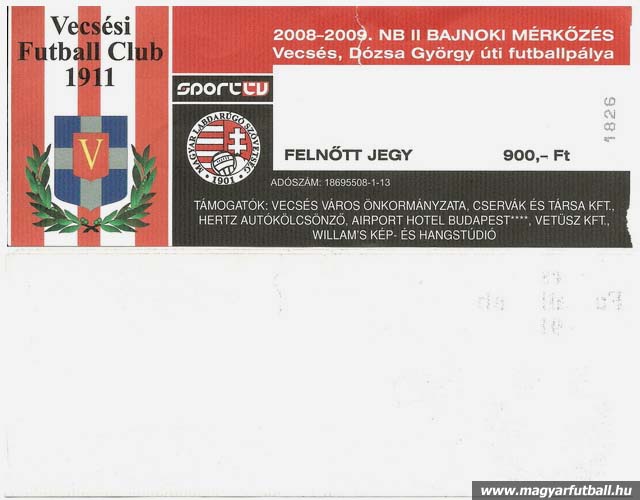 Vecsési
Futball Club
1911
V
2008-2009. NB II BAJNOKI MÉRKŐZÉS
Vecsés, Dózsa György úti futballpálya
sport tv
MAGYAR LABDARÚGÓ SZÖVETSÉG
1901
FELNŐTT JEGY 900,- Ft
1826
ADÓSZÁM: 18695508-1-13
TÁMOGATÓK: VECSÉS VÁROS ÖNKORMÁNYZATA, CSERVÁK ÉS TÁRSA KFT.,
HERTZ AUTÓKÖLCSÖNZŐ, AIRPORT HOTEL BUDAPEST****, VETÜSZ KFT.,
WILLAM'S KÉP- ÉS HANGSTÚDIÓ
www.magyarfutball.hu